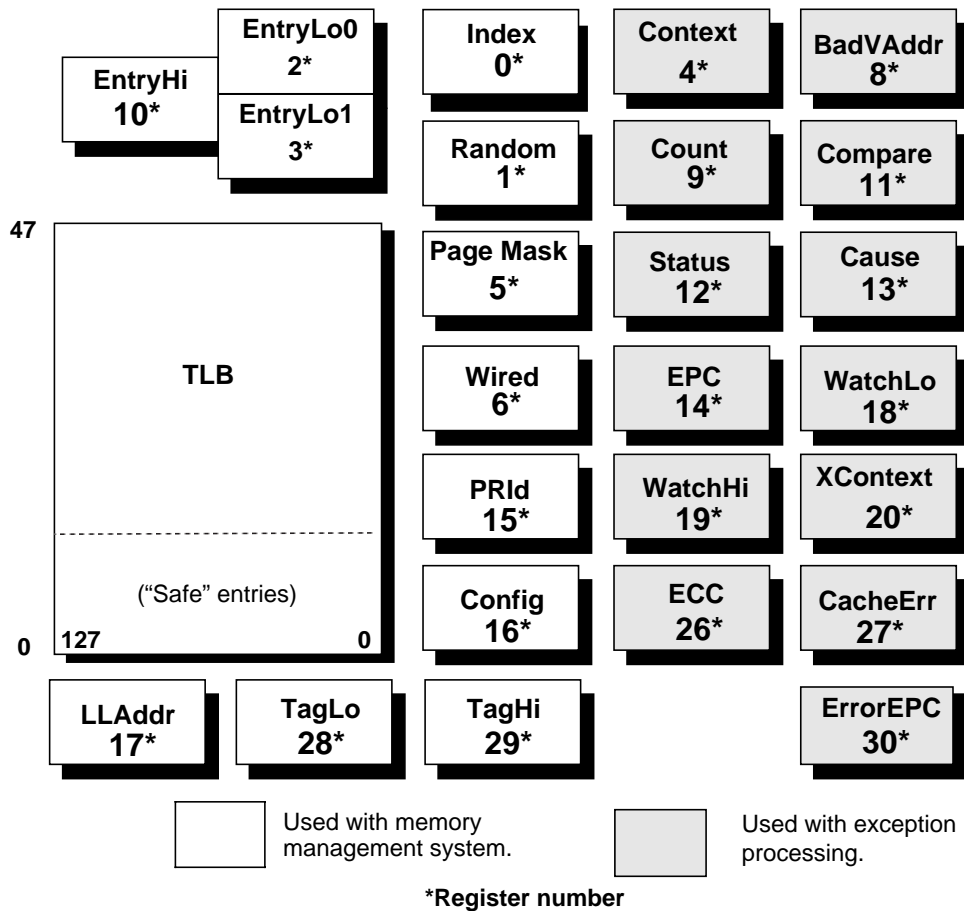 EntryLo0
2*
EntryHi
10*
EntryLo1
3*
Index
0*
Context
4*
BadVAddr
8*
Random
1*
Count
9*
Compare
11*
47
TLB
(“Safe” entries)
0
127
0
Page Mask
5*
Status
12*
Cause
13*
Wired
6*
EPC
14*
WatchLo
18*
PRId
15*
WatchHi
19*
XContext
20*
Config
16*
ECC
26*
CacheErr
27*
LLAddr
17*
TagLo
28*
TagHi
29*
ErrorEPC
30*
Used with memory
management system.
Used with exception
processing.
*Register number